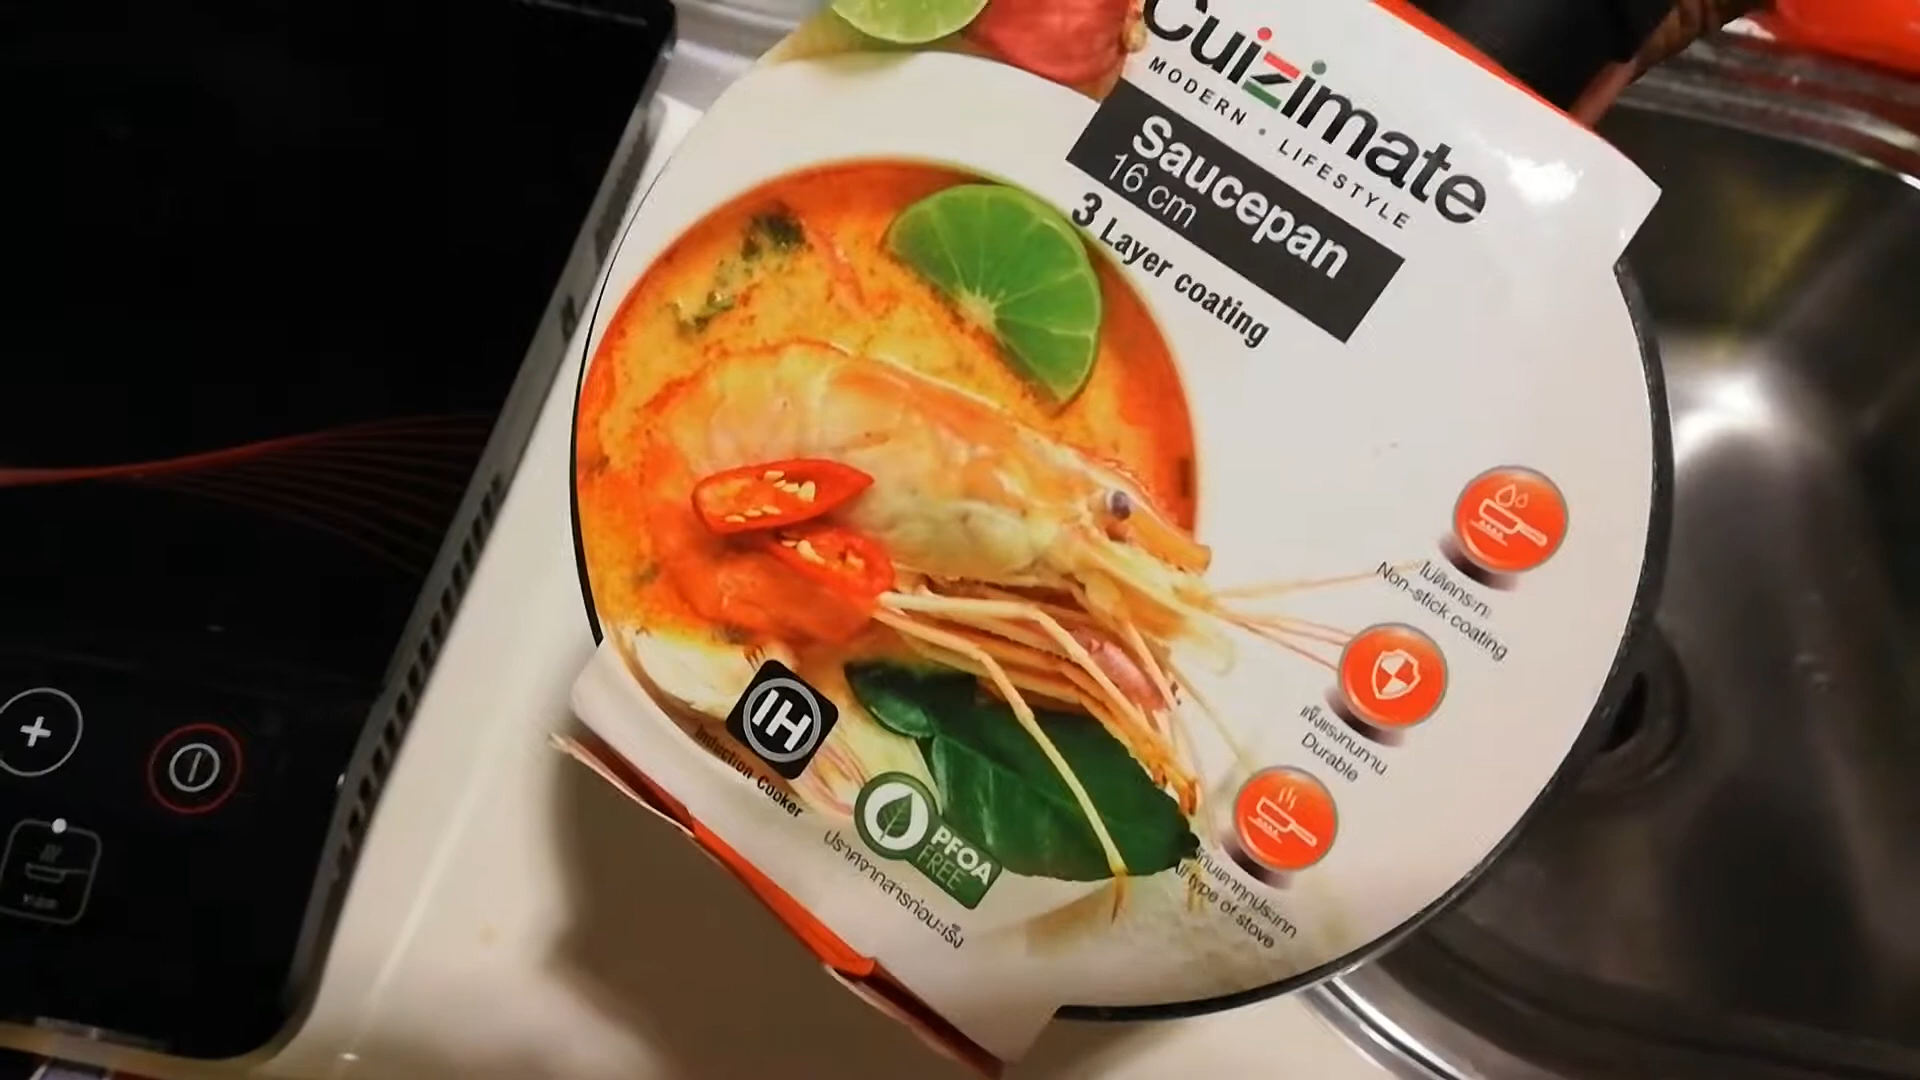 Cuizimate
MODERN · LIFESTYLE
Saucepan
16 cm
3 Layer coating
ไม่ติดกระทะ
Non-stick coating
แข็งแรงทนทาน
Durable
All type of stove
IH
Induction Cooker
PFOA
FREE
ปราศจากสารก่อมะเร็ง